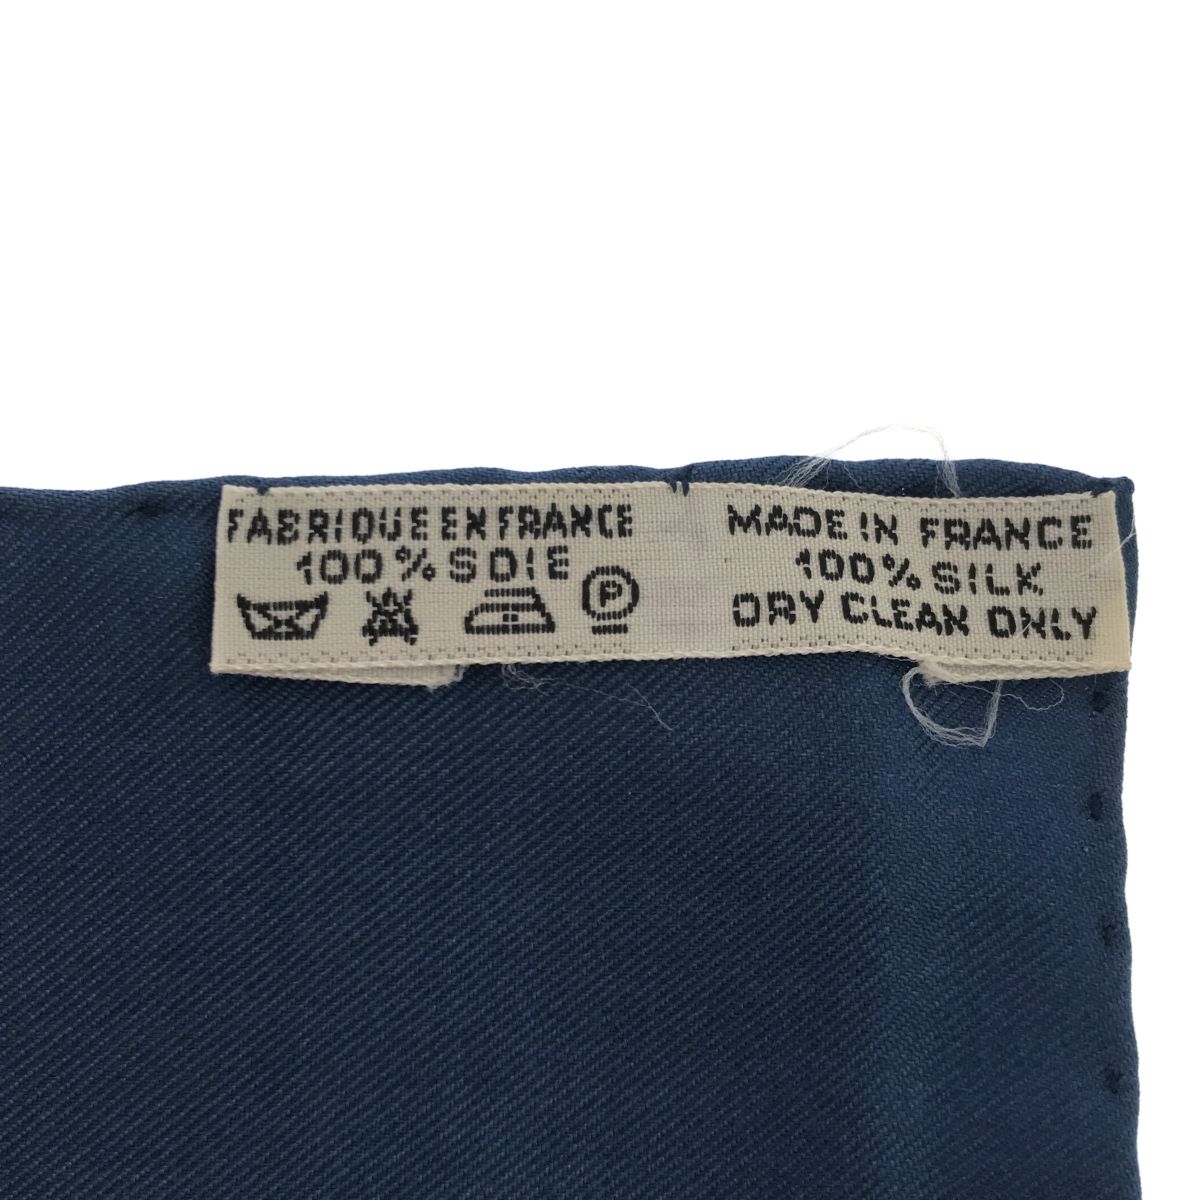 FABRIQUE EN FRANCE
100% SOIE
P
MADE IN FRANCE
100% SILK
DRY CLEAN ONLY